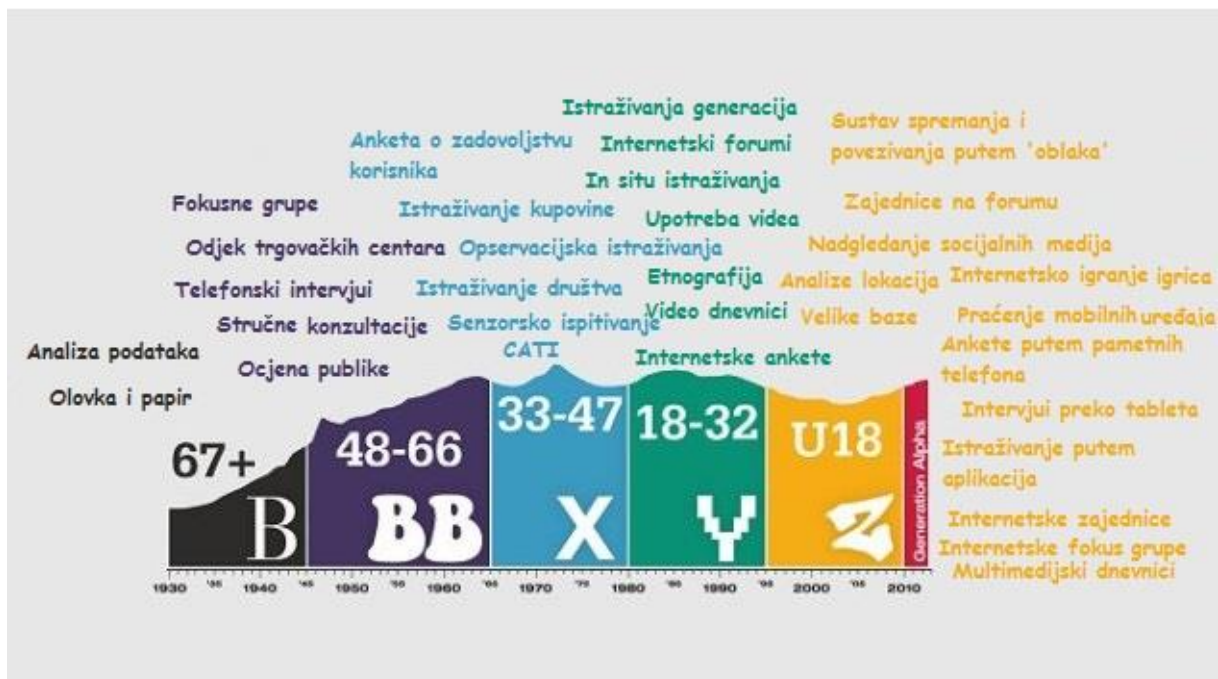 Istraživanja generacija
Anketa o zadovoljstvu
korisnika
Internetski forumi
Sustav spremanja i
povezivanja putem 'oblaka'
In situ istraživanja
Fokusne grupe
Istraživanje kupovine
Upotreba videa
Zajednice na forumu
Odjek trgovačkih centara
Opservacijska istraživanja
Nadgledanje socijalnih medija
Telefonski intervjui
Istraživanje društva
Etnografija
Analize lokacija
Internetsko igranje igrica
Stručne konzultacije
Senzorsko ispitivanje
Video dnevnici
Velike baze
Praćenje mobilnih uređaja
Analiza podataka
Ocjena publike
CATI
Internetske ankete
Ankete putem pametnih
telefona
Olovka i papir
Intervjui preko tableta
Istraživanje putem
aplikacija
Internetske zajednice
Internetske fokus grupe
Multimedijski dnevnici
67+
48-66
33-47
18-32
U18
B
BB
X
Y
Z
Generation Alpha
1930 '35 1940 '45 1950 '55 1960 '65 1970 '75 1980 '85 1990 '95 2000 '05 2010